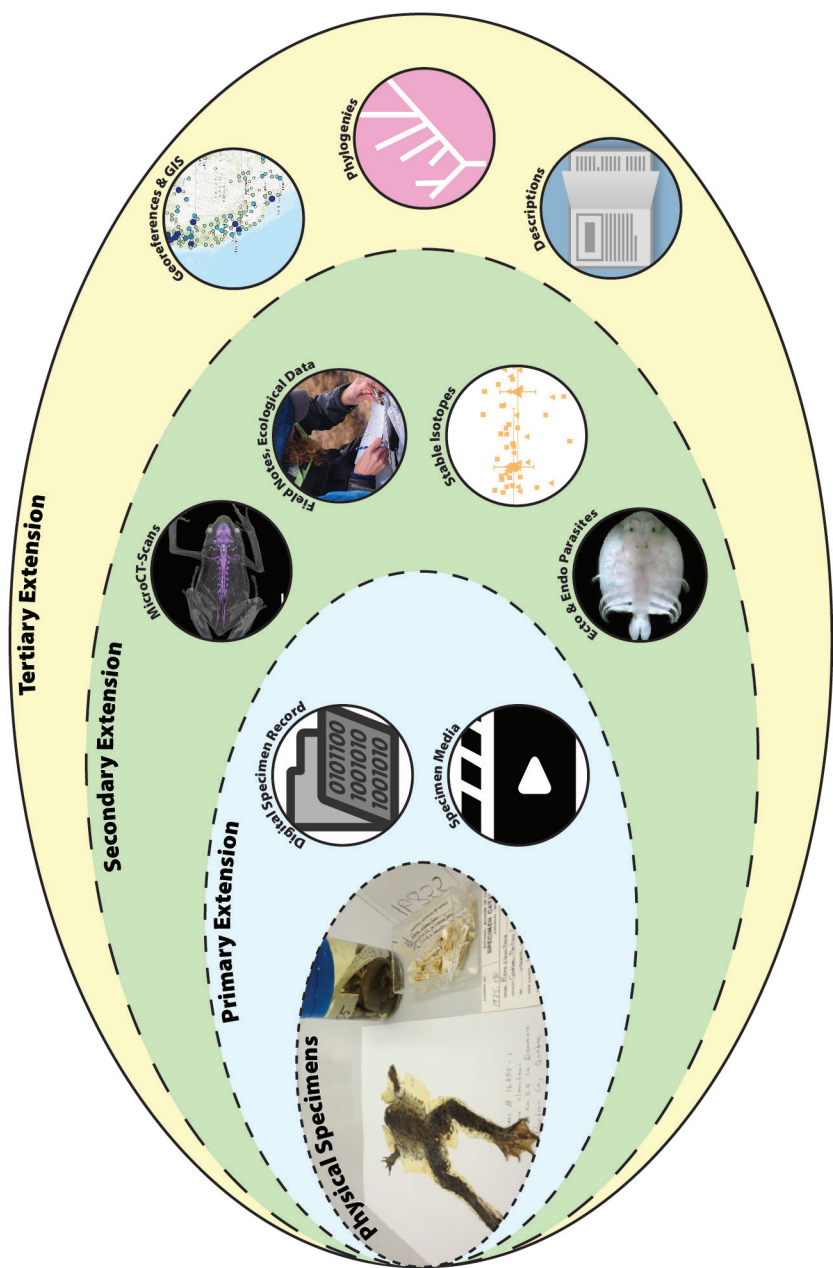 Tertiary Extension
Secondary Extension
Primary Extension
Physical Specimens
Digital Specimen Record
0101100
1001010
1001010
Specimen Media
MicroCT-Scans
Field Notes, Ecological Data
Stable Isotopes
Ecto & Endo Parasites
Georeferences & GIS
Phylogenies
Descriptions
SPECIMEN